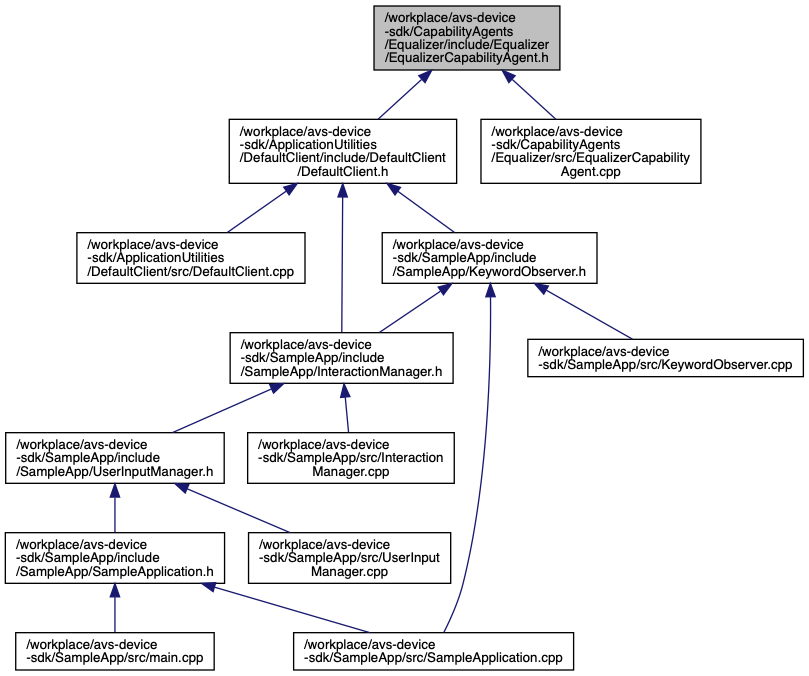 /workplace/avs-device
-sdk/CapabilityAgents
/Equalizer/include/Equalizer
/EqualizerCapabilityAgent.h
/workplace/avs-device
-sdk/ApplicationUtilities
/DefaultClient/include/DefaultClient
/DefaultClient.h
/workplace/avs-device
-sdk/CapabilityAgents
/Equalizer/src/EqualizerCapability
Agent.cpp
/workplace/avs-device
-sdk/ApplicationUtilities
/DefaultClient/src/DefaultClient.cpp
/workplace/avs-device
-sdk/SampleApp/include
/SampleApp/KeywordObserver.h
/workplace/avs-device
-sdk/SampleApp/include
/SampleApp/InteractionManager.h
/workplace/avs-device
-sdk/SampleApp/src/KeywordObserver.cpp
/workplace/avs-device
-sdk/SampleApp/include
/SampleApp/UserInputManager.h
/workplace/avs-device
-sdk/SampleApp/src/Interaction
Manager.cpp
/workplace/avs-device
-sdk/SampleApp/include
/SampleApp/SampleApplication.h
/workplace/avs-device
-sdk/SampleApp/src/UserInput
Manager.cpp
/workplace/avs-device
-sdk/SampleApp/src/main.cpp
/workplace/avs-device
-sdk/SampleApp/src/SampleApplication.cpp